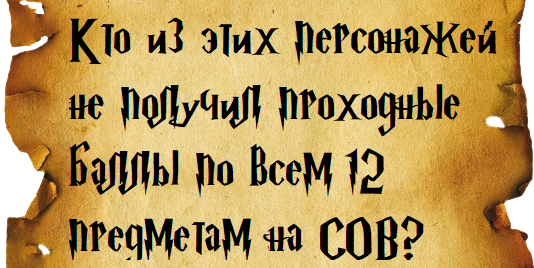 Кто из этих персонажей
не получил проходные
баллы по всем 12
предметам на СОВ?